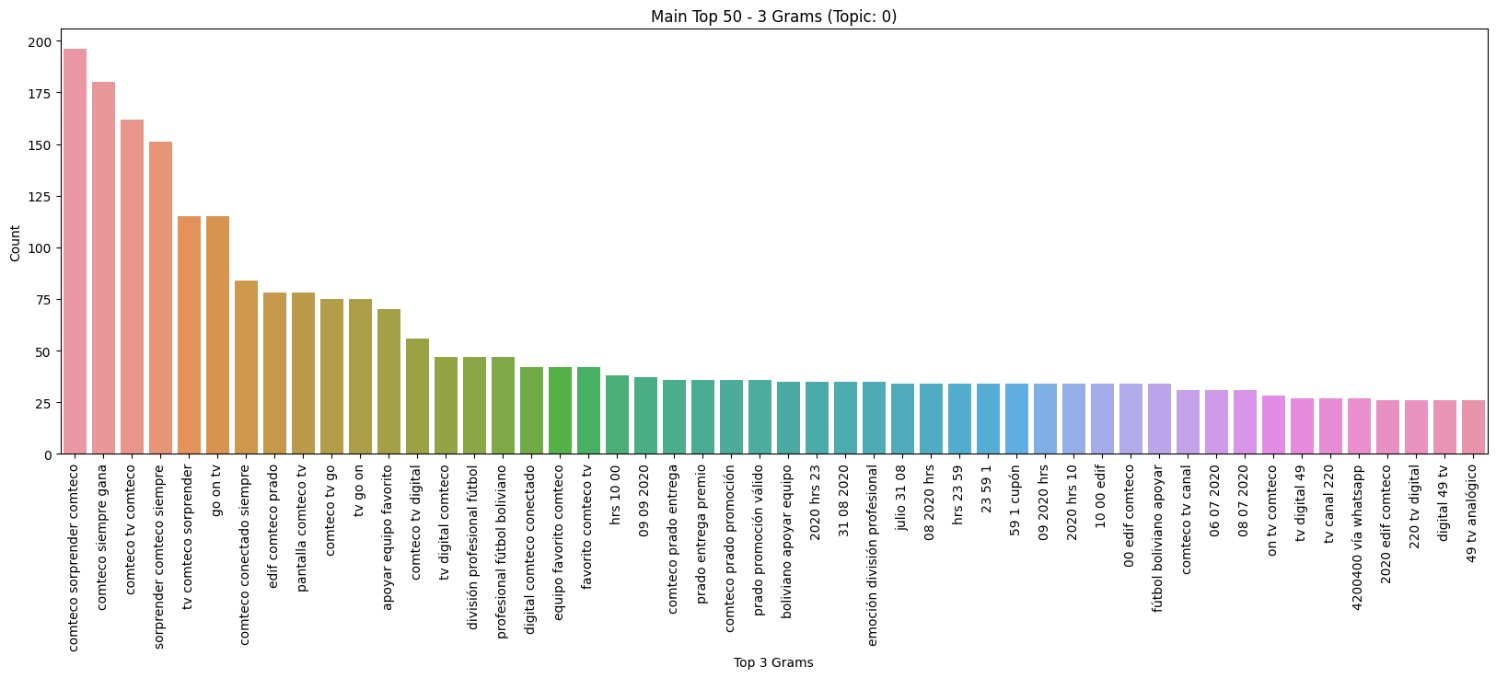 Main Top 50 - 3 Grams (Topic: 0)
200
175
150
125
100
75
50
25
0
Count
comteco sorprender comteco
comteco siempre gana
comteco tv comteco
sorprender comteco siempre
tv comteco sorprender
go on tv
comteco conectado siempre
edif comteco prado
pantalla comteco tv
comteco tv go
tv go on
apoyar equipo favorito
comteco tv digital
tv digital comteco
división profesional fútbol
profesional fútbol boliviano
digital comteco conectado
equipo favorito comteco
favorito comteco tv
hrs 10 00
09 09 2020
comteco prado entrega
prado entrega premio
comteco prado promoción
prado promoción válido
boliviano apoyar equipo
2020 hrs 23
31 08 2020
emoción división profesional
julio 31 08
08 2020 hrs
hrs 23 59
23 59 1
59 1 cupón
09 2020 hrs
2020 hrs 10
10 00 edif
00 edif comteco
fútbol boliviano apoyar
comteco tv canal
06 07 2020
08 07 2020
on tv comteco
tv digital 49
tv canal 220
4200400 vía whatsapp
2020 edif comteco
220 tv digital
digital 49 tv
49 tv analógico
Top 3 Grams